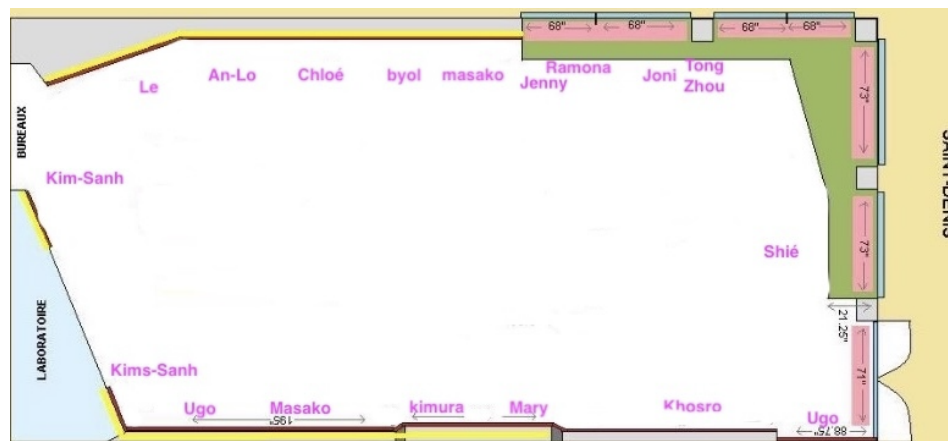 68"
68"
68"
68"
Le
An-Lo
Chloé
byol
masako
Jenny
Ramona
Joni
Tong
Zhou
73"
BUREAUX
Kim-Sanh
73"
Shié
LABORATOIRE
21.25"
Kims-Sanh
71"
Ugo
195"
Masako
kimura
Mary
Khosro
Ugo
88.75"
SAINT-DENIS